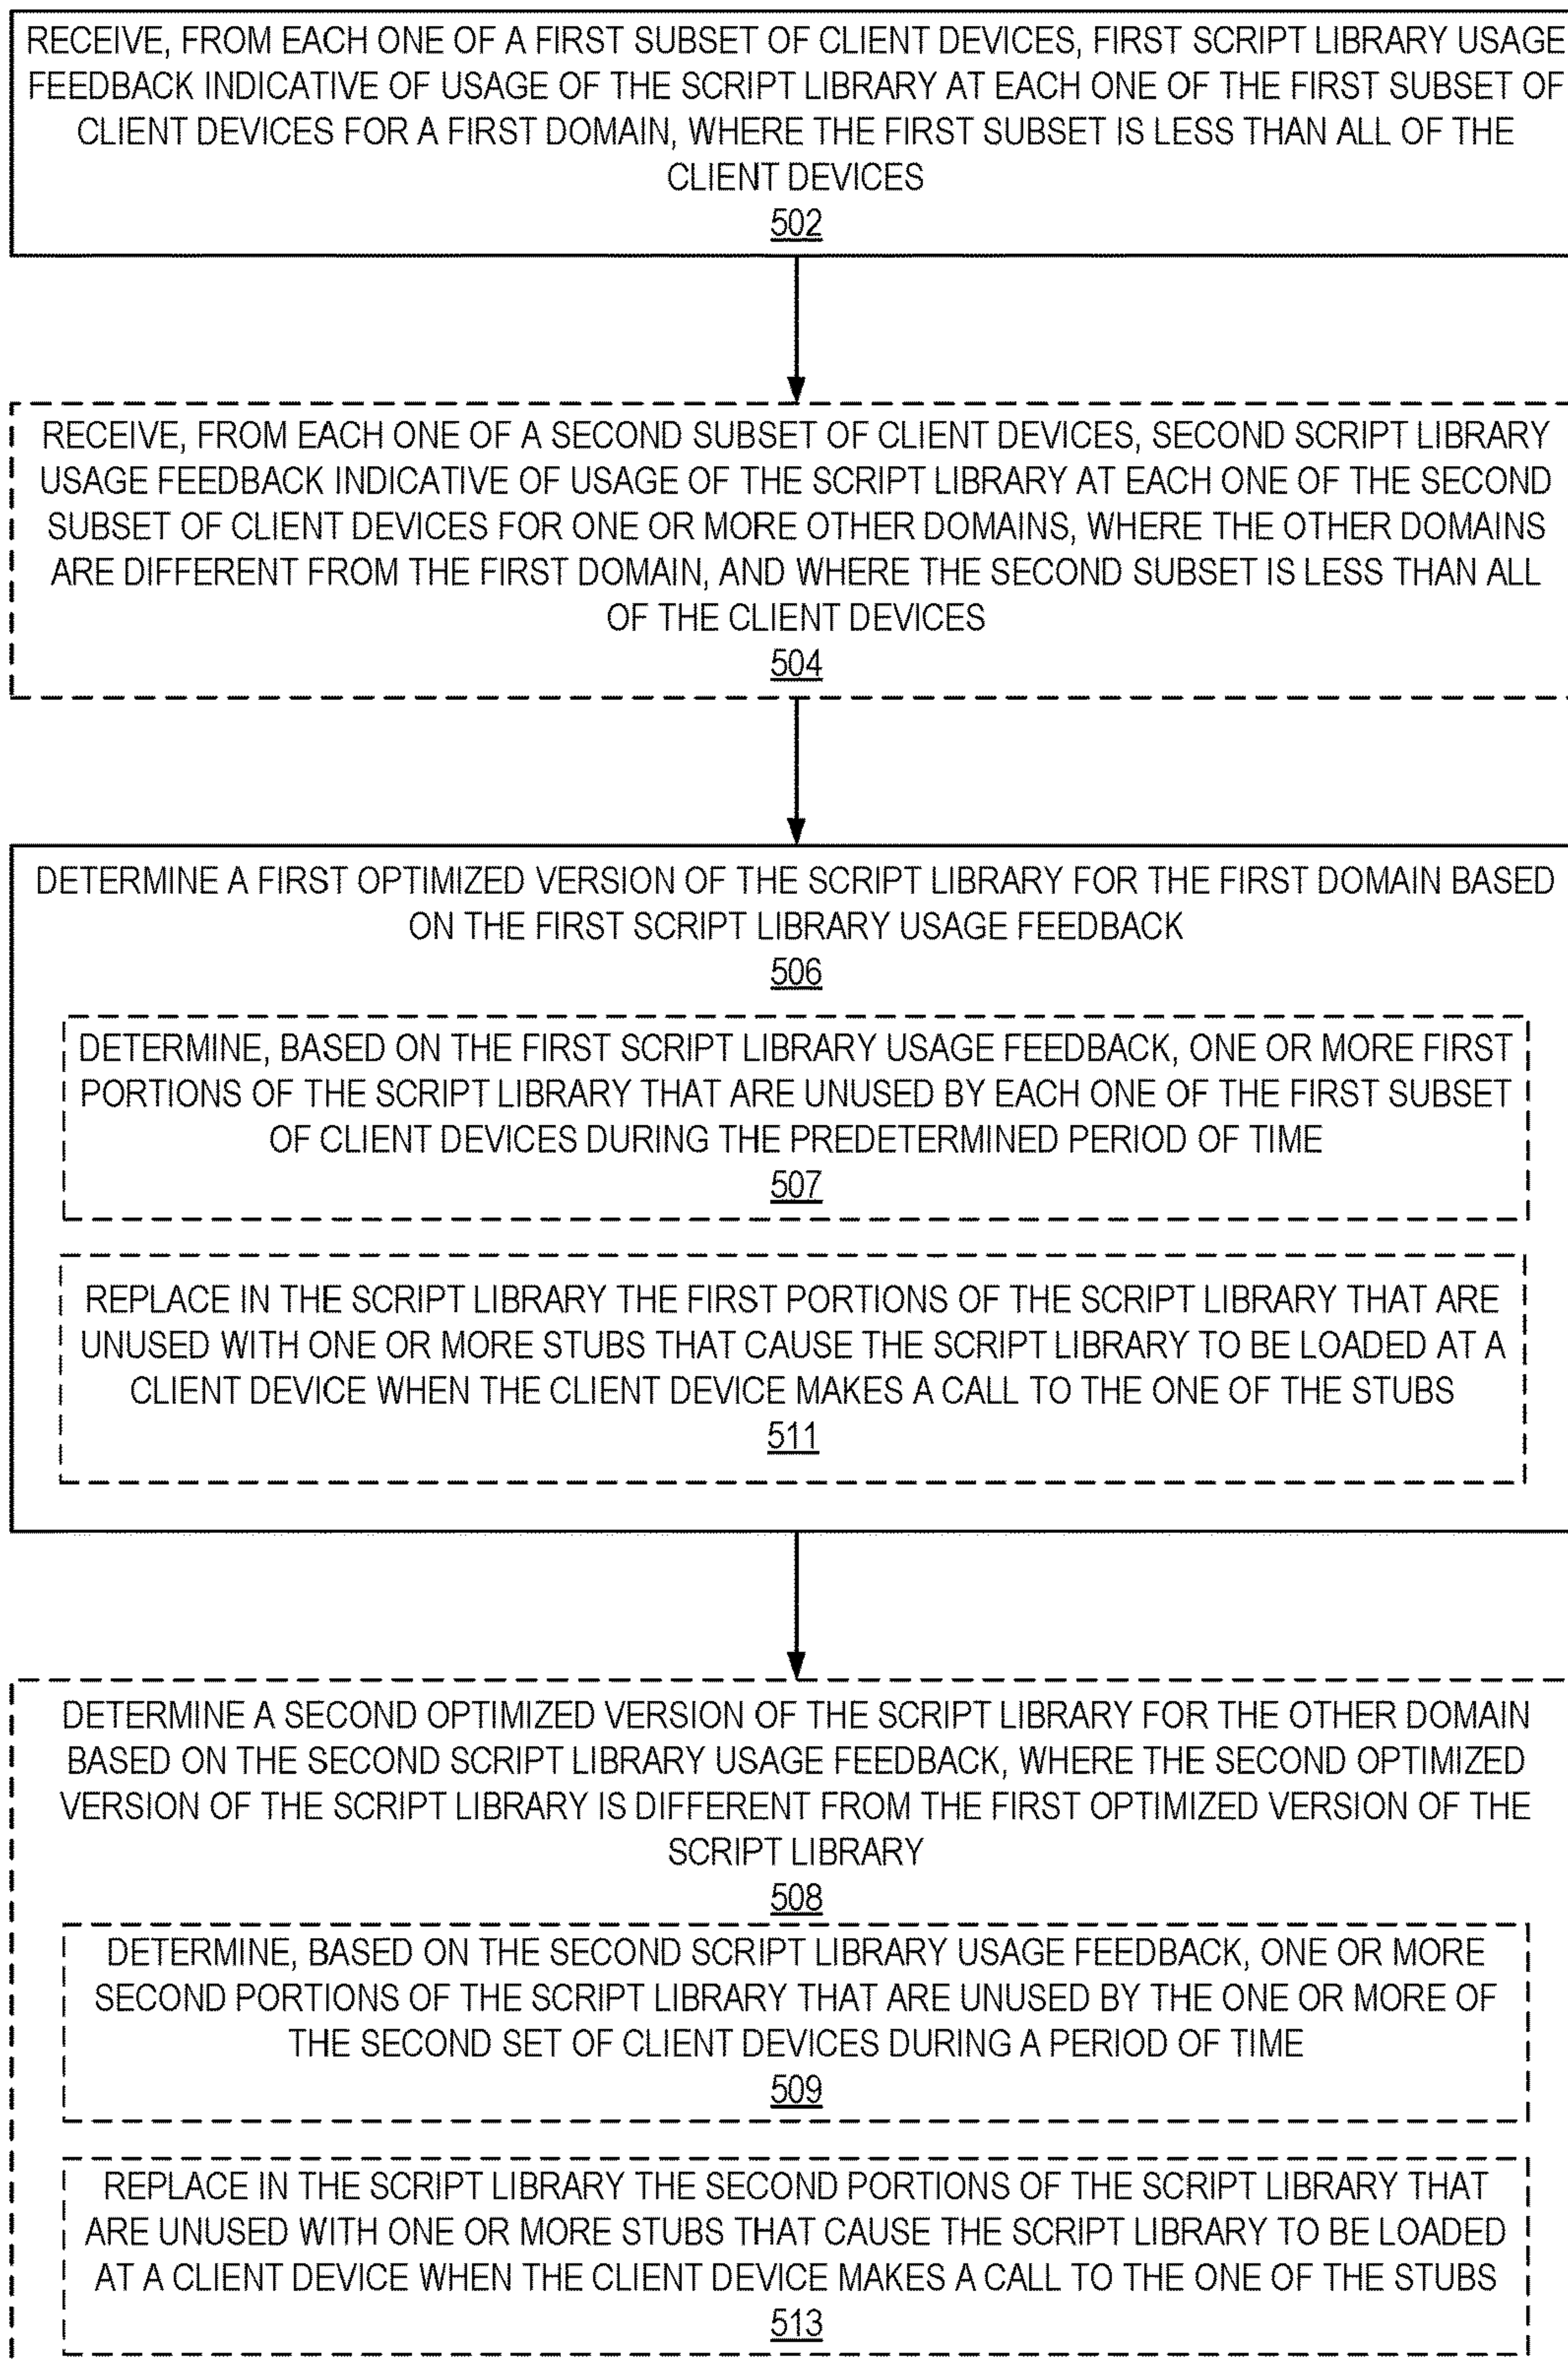 RECEIVE, FROM EACH ONE OF A FIRST SUBSET OF CLIENT DEVICES, FIRST SCRIPT LIBRARY USAGE
FEEDBACK INDICATIVE OF USAGE OF THE SCRIPT LIBRARY AT EACH ONE OF THE FIRST SUBSET OF
CLIENT DEVICES FOR A FIRST DOMAIN, WHERE THE FIRST SUBSET IS LESS THAN ALL OF THE
CLIENT DEVICES
502
RECEIVE, FROM EACH ONE OF A SECOND SUBSET OF CLIENT DEVICES, SECOND SCRIPT LIBRARY
USAGE FEEDBACK INDICATIVE OF USAGE OF THE SCRIPT LIBRARY AT EACH ONE OF THE SECOND
SUBSET OF CLIENT DEVICES FOR ONE OR MORE OTHER DOMAINS, WHERE THE OTHER DOMAINS
ARE DIFFERENT FROM THE FIRST DOMAIN, AND WHERE THE SECOND SUBSET IS LESS THAN ALL
OF THE CLIENT DEVICES
504
DETERMINE A FIRST OPTIMIZED VERSION OF THE SCRIPT LIBRARY FOR THE FIRST DOMAIN BASED
ON THE FIRST SCRIPT LIBRARY USAGE FEEDBACK
506
DETERMINE, BASED ON THE FIRST SCRIPT LIBRARY USAGE FEEDBACK, ONE OR MORE FIRST
PORTIONS OF THE SCRIPT LIBRARY THAT ARE UNUSED BY EACH ONE OF THE FIRST SUBSET
OF CLIENT DEVICES DURING THE PREDETERMINED PERIOD OF TIME
507
REPLACE IN THE SCRIPT LIBRARY THE FIRST PORTIONS OF THE SCRIPT LIBRARY THAT ARE
UNUSED WITH ONE OR MORE STUBS THAT CAUSE THE SCRIPT LIBRARY TO BE LOADED AT A
CLIENT DEVICE WHEN THE CLIENT DEVICE MAKES A CALL TO THE ONE OF THE STUBS
511
DETERMINE A SECOND OPTIMIZED VERSION OF THE SCRIPT LIBRARY FOR THE OTHER DOMAIN
BASED ON THE SECOND SCRIPT LIBRARY USAGE FEEDBACK, WHERE THE SECOND OPTIMIZED
VERSION OF THE SCRIPT LIBRARY IS DIFFERENT FROM THE FIRST OPTIMIZED VERSION OF THE
SCRIPT LIBRARY
508
DETERMINE, BASED ON THE SECOND SCRIPT LIBRARY USAGE FEEDBACK, ONE OR MORE
SECOND PORTIONS OF THE SCRIPT LIBRARY THAT ARE UNUSED BY THE ONE OR MORE OF
THE SECOND SET OF CLIENT DEVICES DURING A PERIOD OF TIME
509
REPLACE IN THE SCRIPT LIBRARY THE SECOND PORTIONS OF THE SCRIPT LIBRARY THAT
ARE UNUSED WITH ONE OR MORE STUBS THAT CAUSE THE SCRIPT LIBRARY TO BE LOADED
AT A CLIENT DEVICE WHEN THE CLIENT DEVICE MAKES A CALL TO THE ONE OF THE STUBS
513